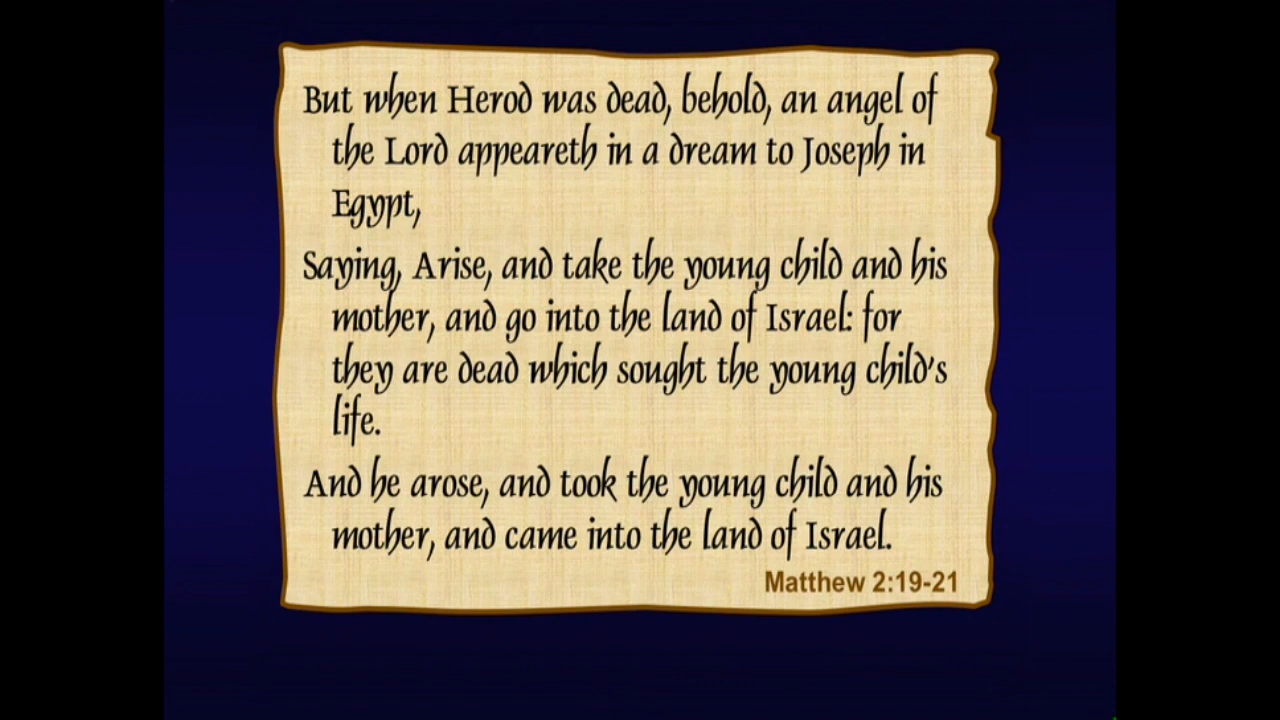 But when Herod was dead, behold, an angel of
the Lord appeareth in a dream to Joseph in
Egypt,
Saying, Arise, and take the young child and his
mother, and go into the land of Israel: for
they are dead which sought the young child's
life.
And he arose, and took the young child and his
mother, and came into the land of Israel.
Matthew 2:19-21